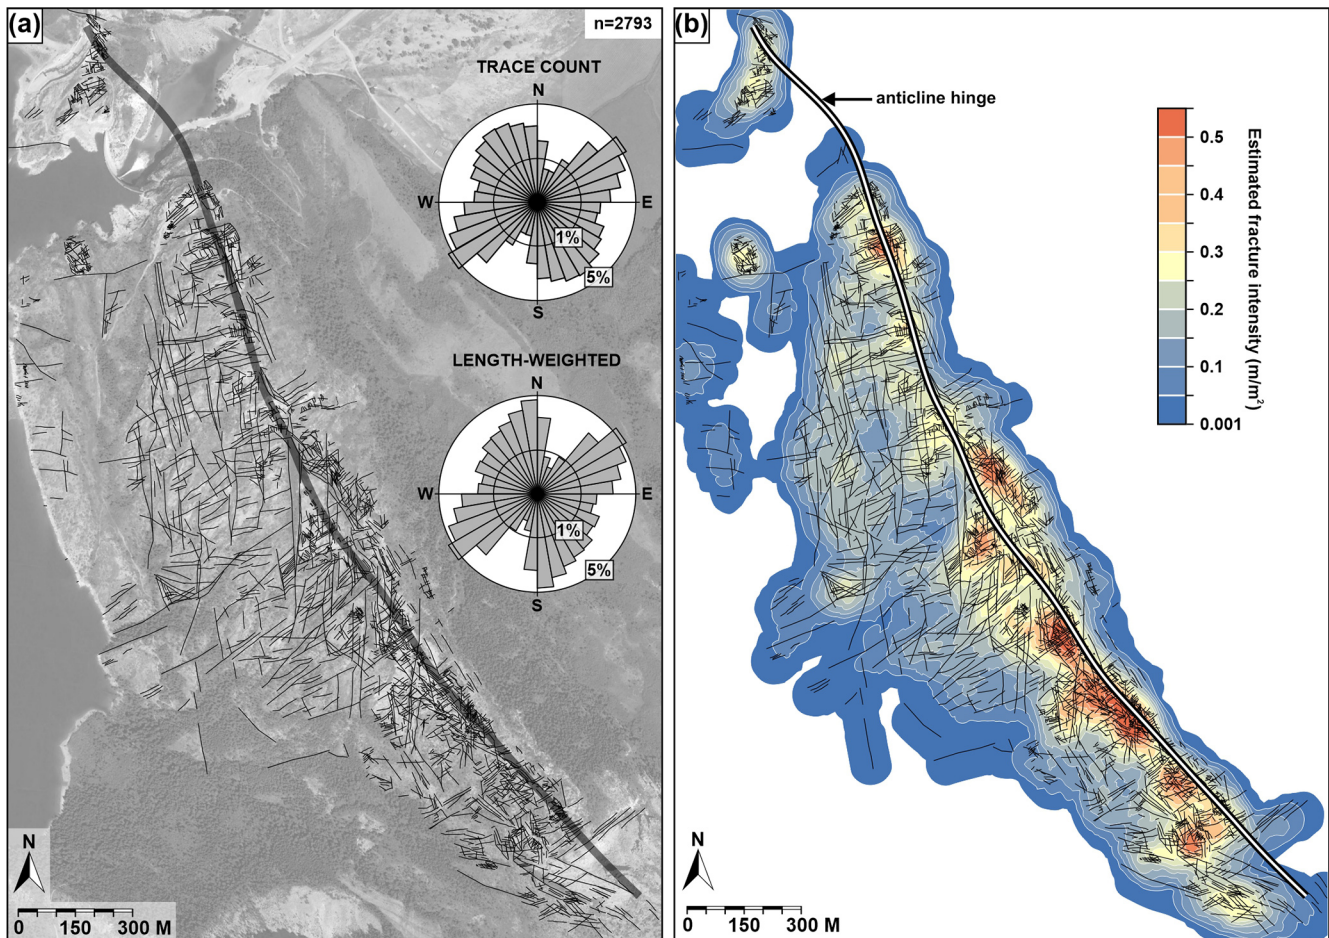 (a)
n=2793
TRACE COUNT
N
W
E
1%
5%
S
LENGTH-WEIGHTED
N
W
E
1%
5%
S
N
0 150 300 M
(b)
anticline hinge
0.5
0.4
0.3
0.2
0.1
0.001
Estimated fracture intensity (m/m²)
N
0 150 300 M